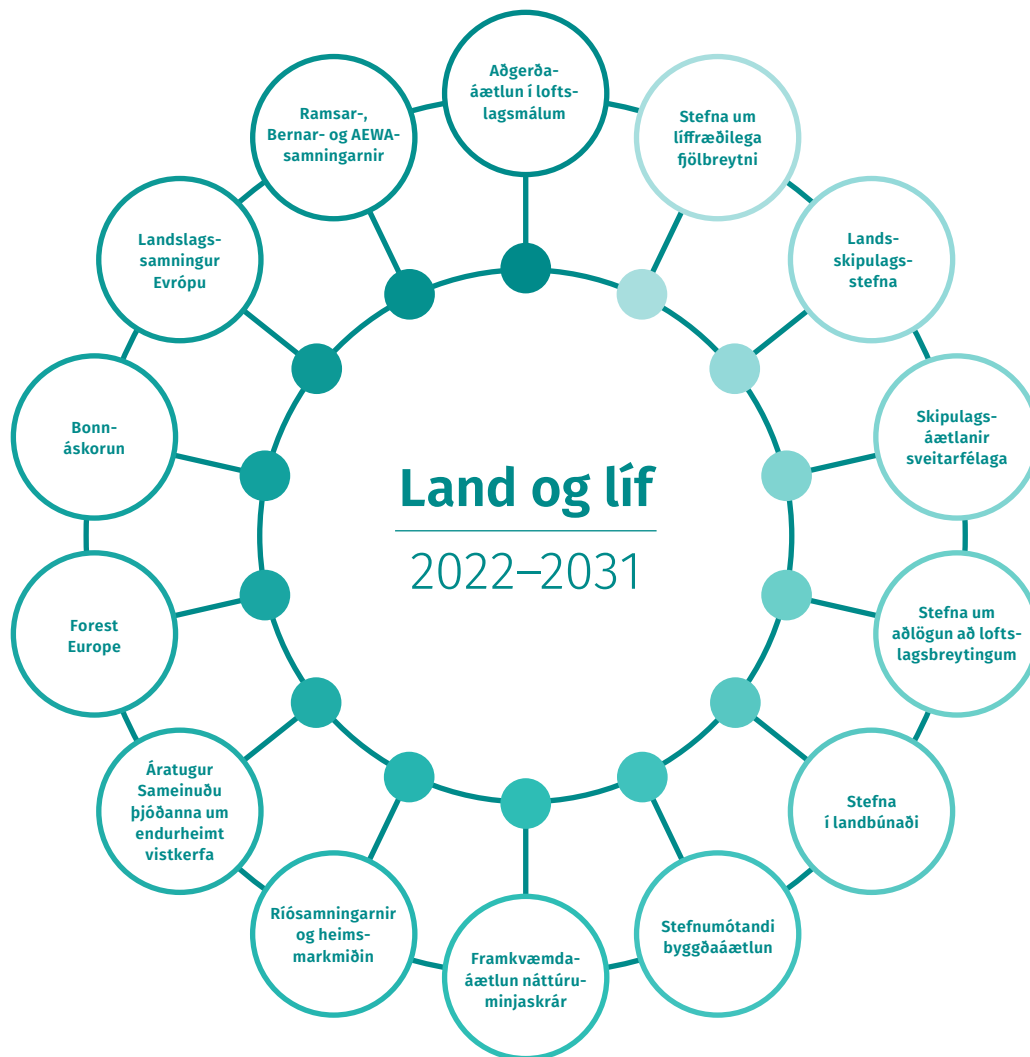 Aðgerða-
áætlun í lofts-
lagsmálum
Stefna um
líffræðilega
fjölbreytni
Lands-
skipulags-
stefna
Skipulags-
áætlanir
sveitarfélaga
Stefna um
aðlögun að lofts-
lagsbreytingum
Stefna
í landbúnaði
Stefnumótandi
byggðaáætlun
Framkvæmda-
áætlun náttúru-
minjaskrár
Ríósamningarnir
og heims-
markmiðin
Áratugur
Sameinuðu
þjóðanna um
endurheimt
vistkerfa
Forest
Europe
Bonn-
áskorun
Landslags-
samningur
Evrópu
Ramsar-,
Bernar- og AEWA-
samningarnir
Land og líf
2022–2031